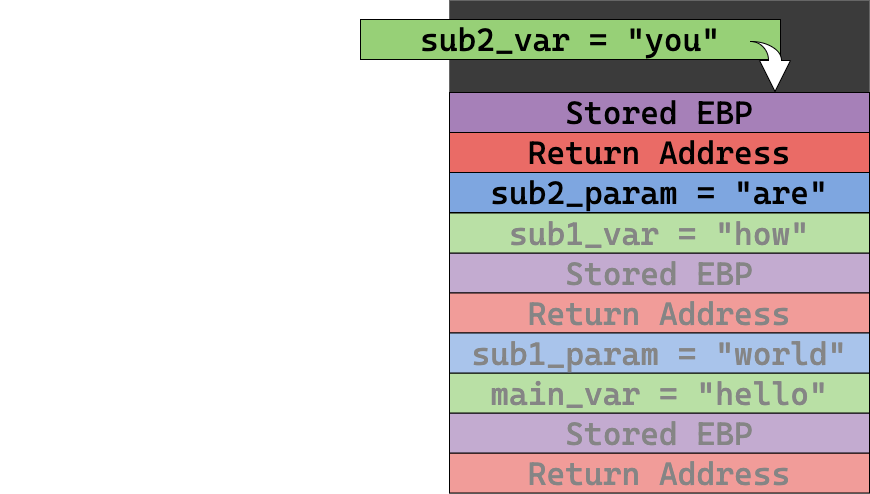 sub2_var = "you"
Stored EBP
Return Address
sub2_param = "are"
sub1_var = "how"
Stored EBP
Return Address
sub1_param = "world"
main_var = "hello"
Stored EBP
Return Address